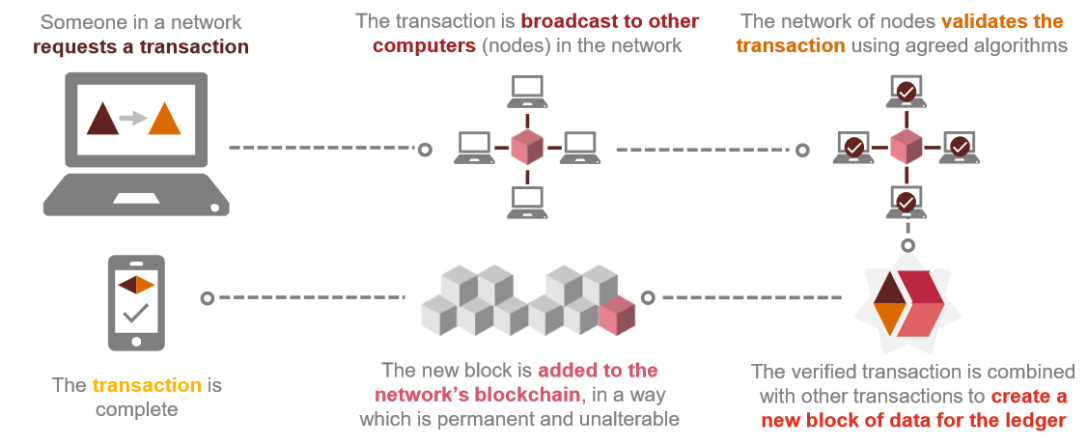 Someone in a network
requests a transaction
The transaction is broadcast to other
computers (nodes) in the network
The network of nodes validates the
transaction using agreed algorithms
The verified transaction is combined
with other transactions to create a
new block of data for the ledger
The new block is added to the
network's blockchain, in a way
which is permanent and unalterable
The transaction is
complete